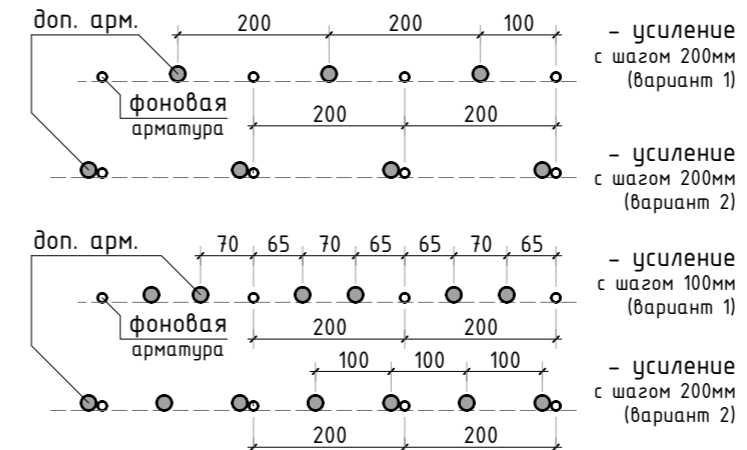 доп. арм.
200 200 100
- усиление
с шагом 200мм
(вариант 1)
фоновая
арматура
200 200
- усиление
с шагом 200мм
(вариант 2)
доп. арм.
70 65 70 65 65 70 65
- усиление
с шагом 100мм
(вариант 1)
фоновая
арматура
200 200
100 100 100
- усиление
с шагом 200мм
(вариант 2)
200 200